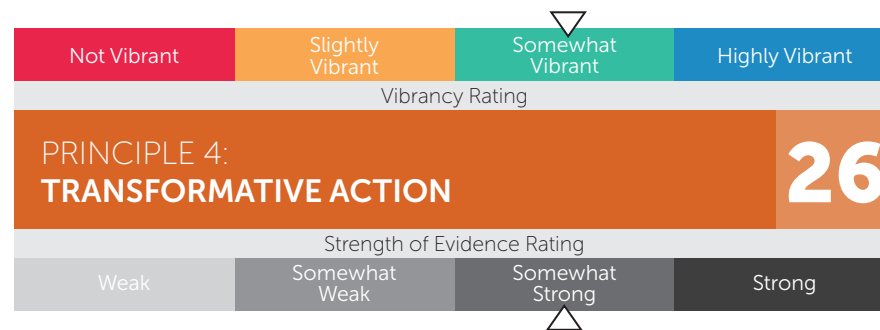 Not Vibrant
Slightly
Vibrant
Somewhat
Vibrant
Highly Vibrant
Vibrancy Rating
PRINCIPLE 4:
TRANSFORMATIVE ACTION
26
Strength of Evidence Rating
Weak
Somewhat
Weak
Somewhat
Strong
Strong